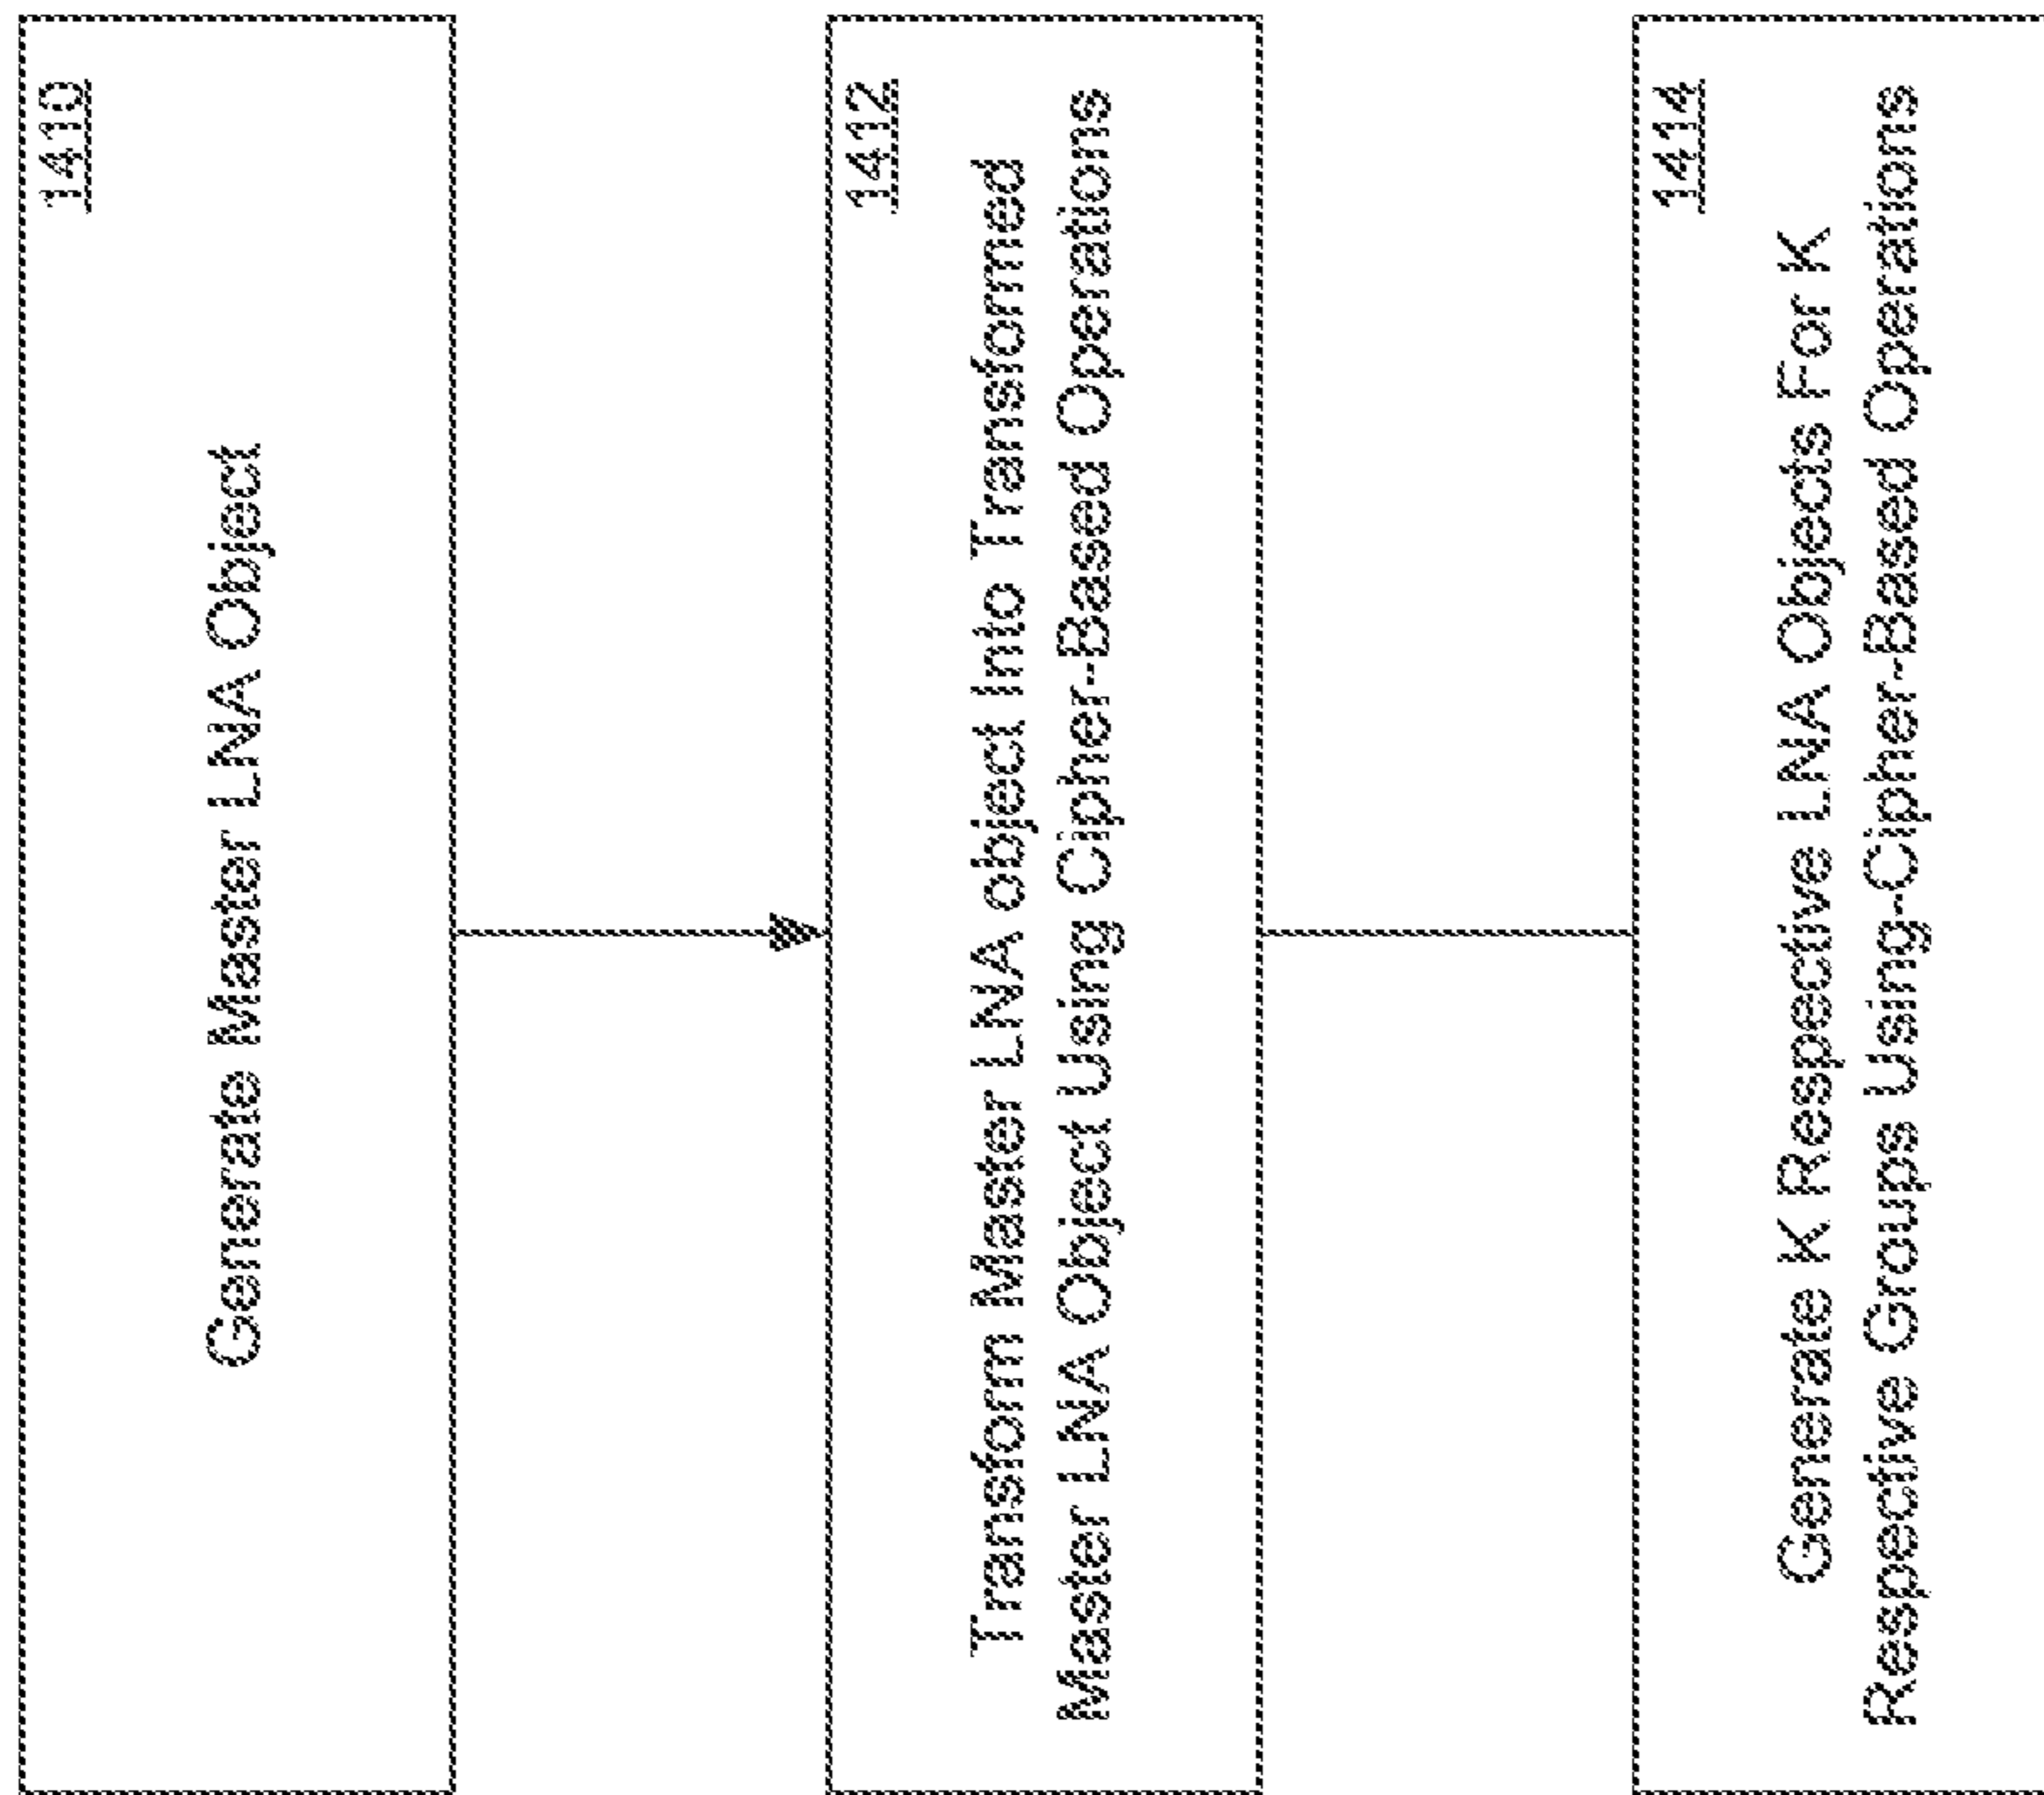 1410
Generate Master LNA Object
1412
Transform Master LNA object Into Transformed
Master LNA Object Using Cipher-Based Operations
1414
Generate K Respective LNA Objects For K
Respective Groups Using-Cipher-Based Operations